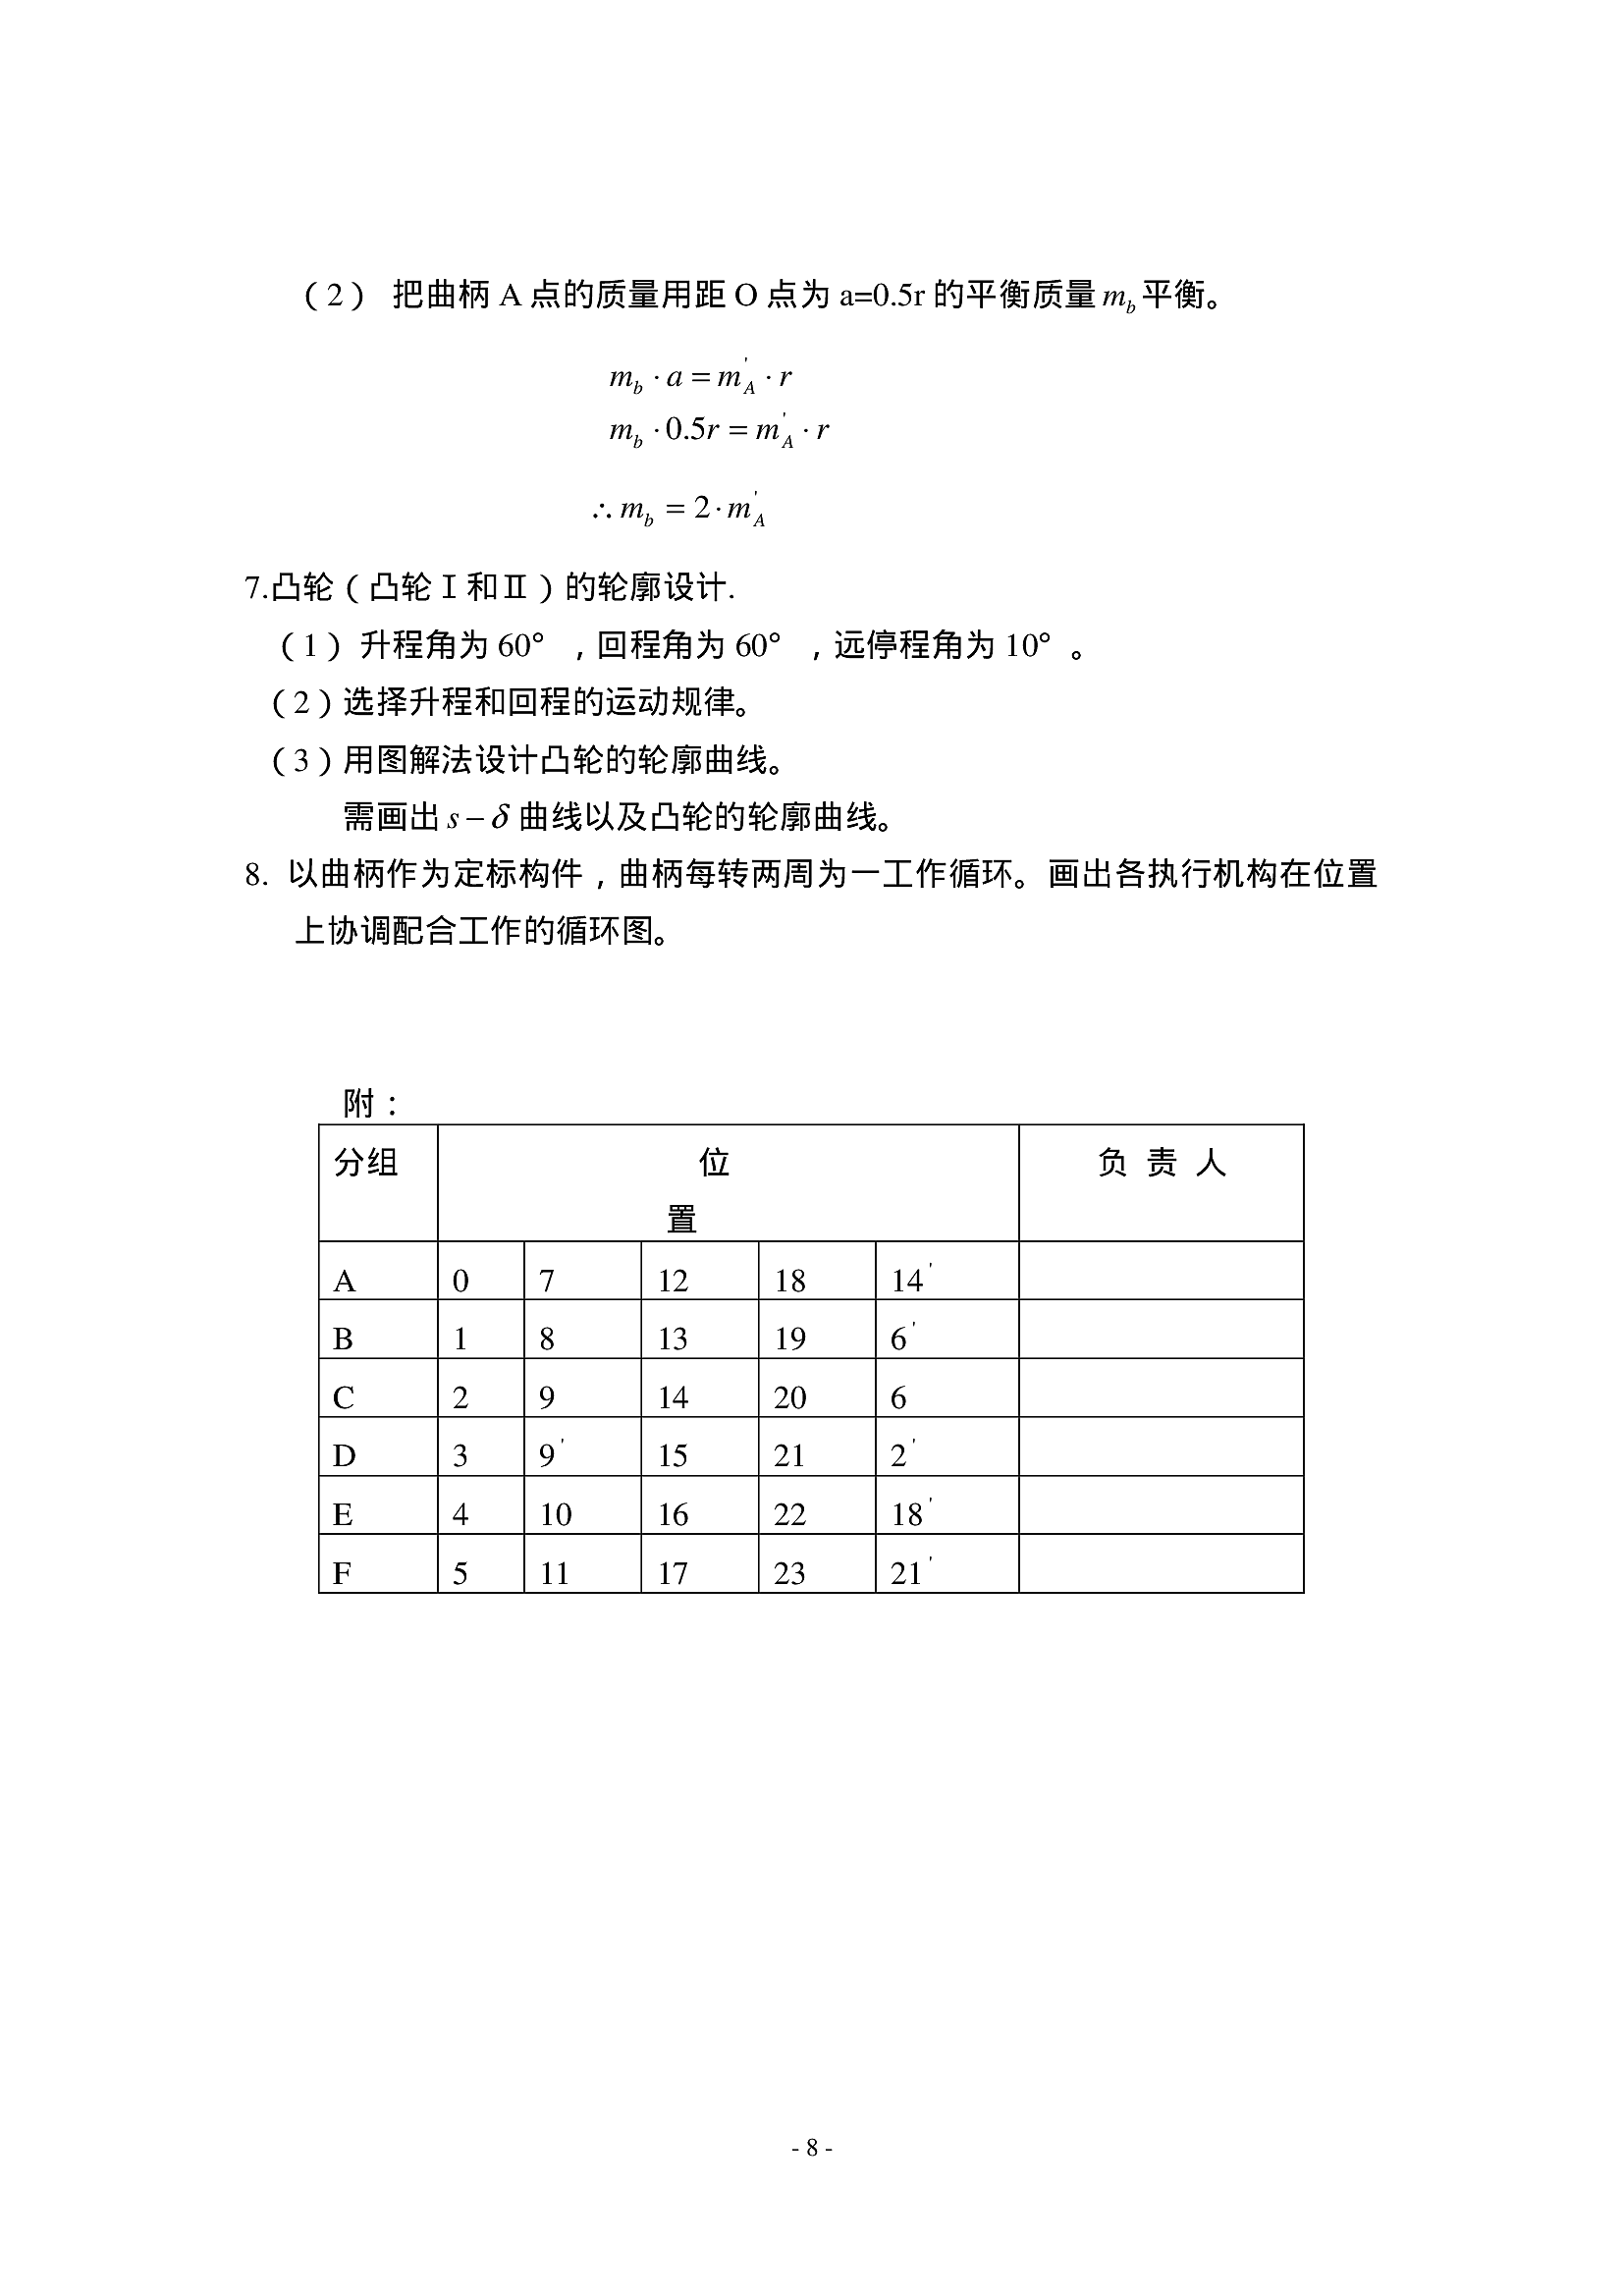 （2） 把曲柄 A 点的质量用距 O 点为 a=0.5r 的平衡质量 m_b 平衡。
m_b · a = m_A' · r
m_b · 0.5r = m_A' · r
∴ m_b = 2 · m_A'
7.凸轮（凸轮Ⅰ和Ⅱ）的轮廓设计.
（1）升程角为 60° ，回程角为 60° ，远停程角为 10° 。
（2）选择升程和回程的运动规律。
（3）用图解法设计凸轮的轮廓曲线。
需画出 s – δ 曲线以及凸轮的轮廓曲线。
8. 以曲柄作为定标构件，曲柄每转两周为一工作循环。画出各执行机构在位置
上协调配合工作的循环图。
附：
分组 位 负 责 人
置
A 0 7 12 18 14'
B 1 8 13 19 6'
C 2 9 14 20 6
D 3 9' 15 21 2'
E 4 10 16 22 18'
F 5 11 17 23 21'
- 8 -